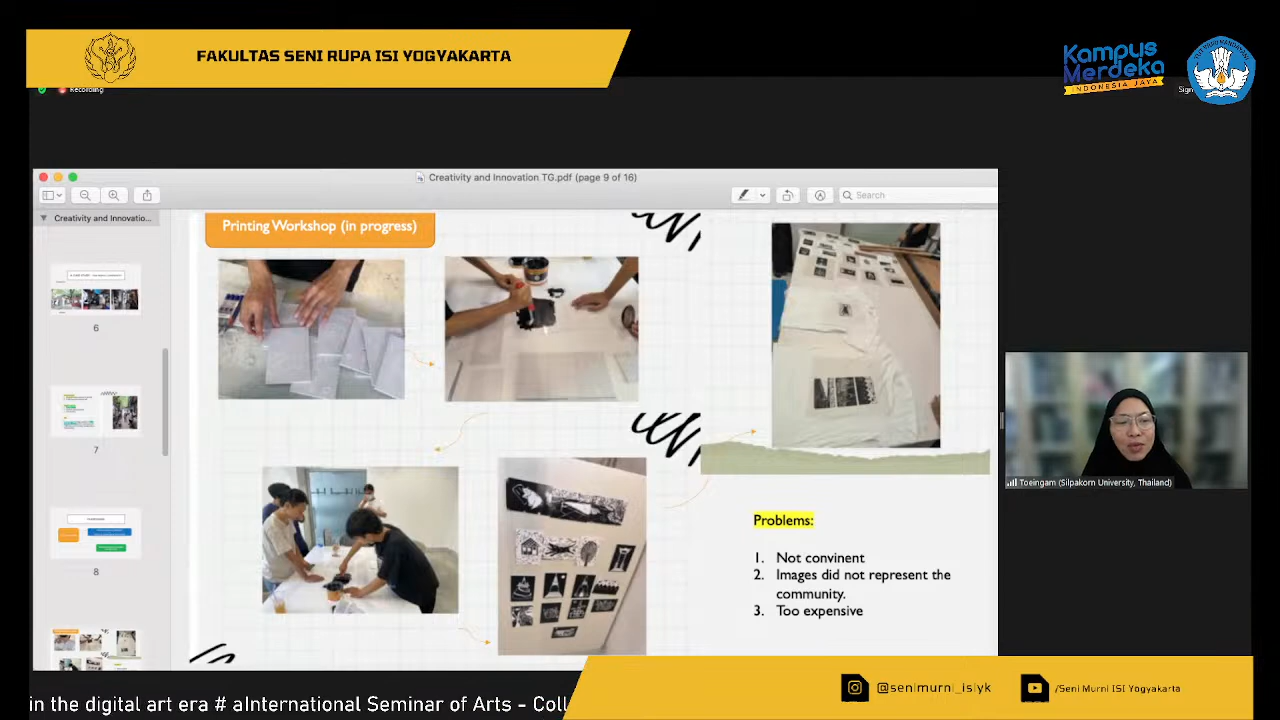 FAKULTAS SENI RUPA ISI YOGYAKARTA
Kampus
Merdeka
INDONESIA JAYA
Recording
Sign
Creativity and Innovation TG.pdf (page 9 of 16)
Search
Creativity and Innovatio...
6
7
8
Printing Workshop (in progress)
Problems:
1. Not convinent
2. Images did not represent the
community.
3. Too expensive
Toeingam (Silpakorn University, Thailand)
@senimurni_isiyk
/Seni Murni ISI Yogyakarta
in the digital art era # aInternational Seminar of Arts - Coll